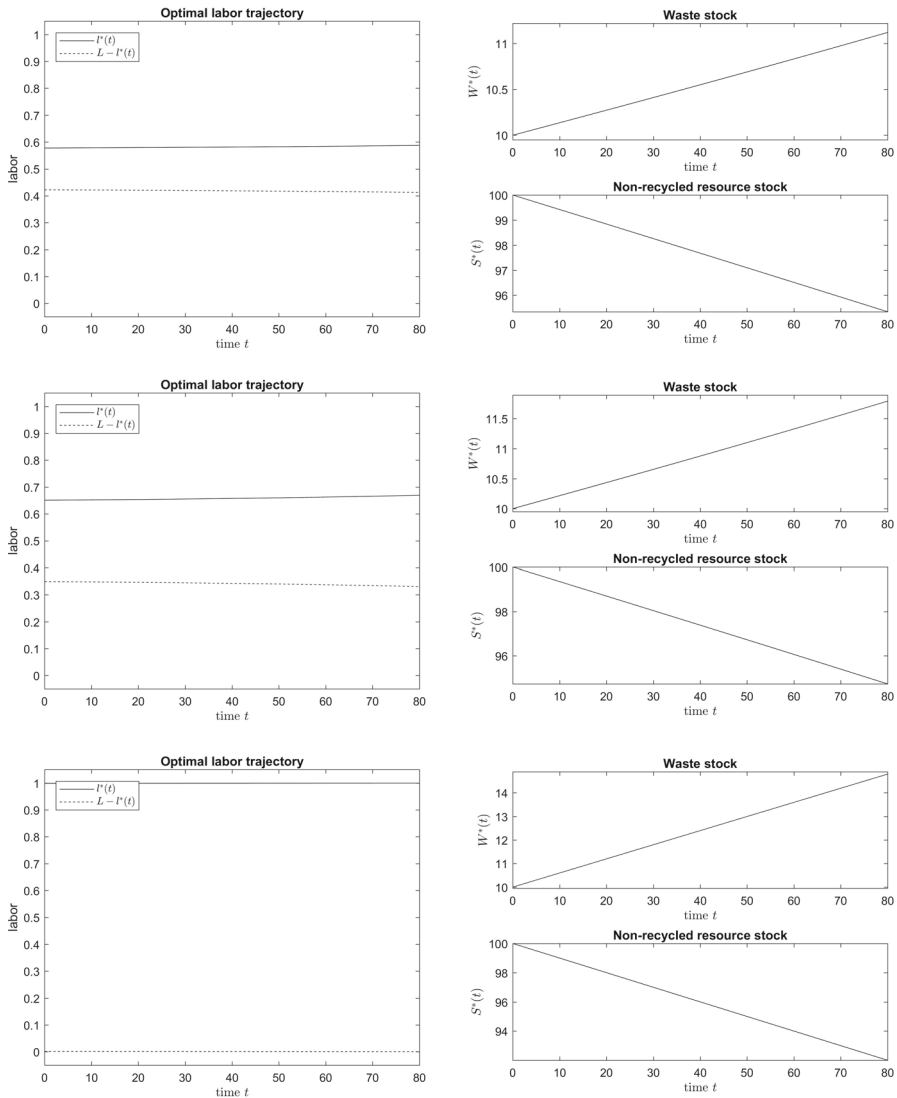 Optimal labor trajectory
1
0.9
0.8
0.7
0.6
0.5
0.4
0.3
0.2
0.1
0
labor
l*(t)
L − l*(t)
0 10 20 30 40 50 60 70 80
time t
Waste stock
11
10.5
10
W*(t)
0 10 20 30 40 50 60 70 80
time t
Non-recycled resource stock
100
99
98
97
96
S*(t)
0 10 20 30 40 50 60 70 80
time t
Optimal labor trajectory
1
0.9
0.8
0.7
0.6
0.5
0.4
0.3
0.2
0.1
0
labor
l*(t)
L − l*(t)
0 10 20 30 40 50 60 70 80
time t
Waste stock
11.5
11
10.5
10
W*(t)
0 10 20 30 40 50 60 70 80
time t
Non-recycled resource stock
100
98
96
S*(t)
0 10 20 30 40 50 60 70 80
time t
Optimal labor trajectory
1
0.9
0.8
0.7
0.6
0.5
0.4
0.3
0.2
0.1
0
labor
l*(t)
L − l*(t)
0 10 20 30 40 50 60 70 80
time t
Waste stock
14
13
12
11
10
W*(t)
0 10 20 30 40 50 60 70 80
time t
Non-recycled resource stock
100
98
96
94
S*(t)
0 10 20 30 40 50 60 70 80
time t